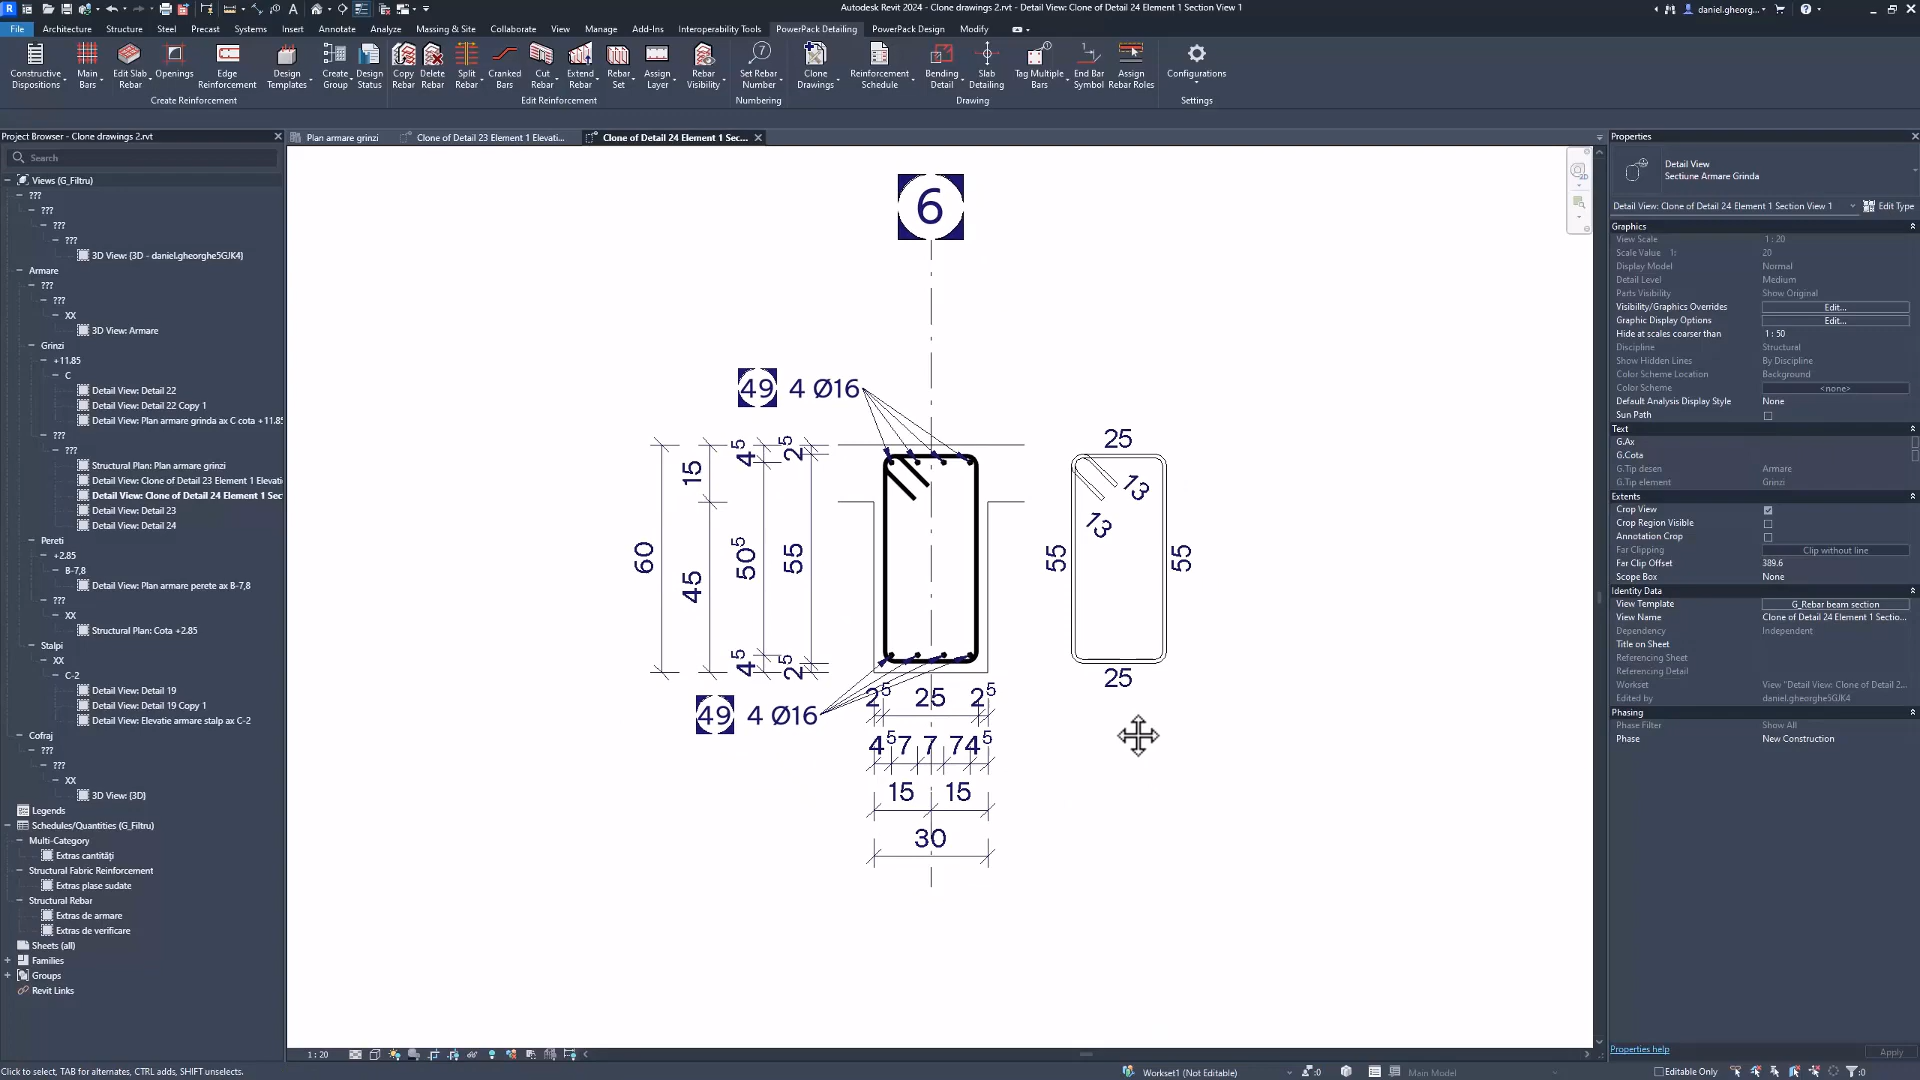 Autodesk Revit 2024 - Clone drawings 2.rvt - Detail View: Clone of Detail 24 Element 1 Section View 1
daniel.gheorg...
File Architecture Structure Steel Precast Systems Insert Annotate Analyze Massing & Site Collaborate View Manage Add-Ins Interoperability Tools PowerPack Detailing PowerPack Design Modify
Constructive Dispositions
Main Bars
Edit Slab Rebar
Openings
Edge Reinforcement
Design Templates
Create Group
Design Status
Copy Rebar
Delete Rebar
Split Rebar
Cranked Bars
Cut Rebar
Extend Rebar
Rebar Set
Assign Layer
Rebar Visibility
Set Rebar Number
Clone Drawings
Reinforcement Schedule
Bending Detail
Slab Detailing
Tag Multiple Bars
End Bar Symbol
Assign Rebar Roles
Configurations
Create Reinforcement Edit Reinforcement Numbering Drawing Settings
Project Browser - Clone drawings 2.rvt
Search
Views (G_Filtru)
???
???
???
???
3D View: (3D - daniel.gheorghe5GJK4)
Armare
???
???
XX
3D View: Armare
Grinzi
+11.85
C
Detail View: Detail 22
Detail View: Detail 22 Copy 1
Detail View: Plan armare grinda ax C cota +11.85
???
???
Structural Plan: Plan armare grinzi
Detail View: Clone of Detail 23 Element 1 Elevati
Detail View: Clone of Detail 24 Element 1 Sec
Detail View: Detail 23
Detail View: Detail 24
Pereti
+2.85
B-7,8
Detail View: Plan armare perete ax B-7,8
???
XX
Structural Plan: Cota +2.85
Stalpi
XX
C-2
Detail View: Detail 19
Detail View: Detail 19 Copy 1
Detail View: Elevatie armare stalp ax C-2
Cofraj
???
???
XX
3D View: (3D)
Legends
Schedules/Quantities (G_Filtru)
Multi-Category
Extras cantități
Structural Fabric Reinforcement
Extras plase sudate
Structural Rebar
Extras de armare
Extras de verificare
Sheets (all)
Families
Groups
Revit Links
Plan armare grinzi
Clone of Detail 23 Element 1 Elevati...
Clone of Detail 24 Element 1 Sec...
6
49 4 Ø16
60
15
45
4⁵
50⁵
4⁵
2⁵
55
2⁵
49 4 Ø16
2⁵ 25 2⁵
4⁵ 7 7 7 4⁵
15 15
30
25
13
13
55
55
25
1 : 20
Properties
Detail View
Sectiune Armare Grinda
Detail View: Clone of Detail 24 Element 1 Section View 1
Edit Type
Graphics
View Scale 1 : 20
Scale Value 1: 20
Display Model Normal
Detail Level Medium
Parts Visibility Show Original
Visibility/Graphics Overrides Edit...
Graphic Display Options Edit...
Hide at scales coarser than 1 : 50
Discipline Structural
Show Hidden Lines By Discipline
Color Scheme Location Background
Color Scheme <none>
Default Analysis Display Style None
Sun Path
Text
G.Ax
G.Cota
G.Tip desen Armare
G.Tip element Grinzi
Extents
Crop View
Crop Region Visible
Annotation Crop
Far Clipping Clip without line
Far Clip Offset 389.6
Scope Box None
Identity Data
View Template G_Rebar beam section
View Name Clone of Detail 24 Element 1 Sectio...
Dependency Independent
Title on Sheet
Referencing Sheet
Referencing Detail
Workset View "Detail View: Clone of Detail 2...
Edited by daniel.gheorghe5GJK4
Phasing
Phase Filter Show All
Phase New Construction
Properties help
Apply
Click to select, TAB for alternates, CTRL adds, SHIFT unselects.
Workset1 (Not Editable)
:0
Main Model
Editable Only
:0